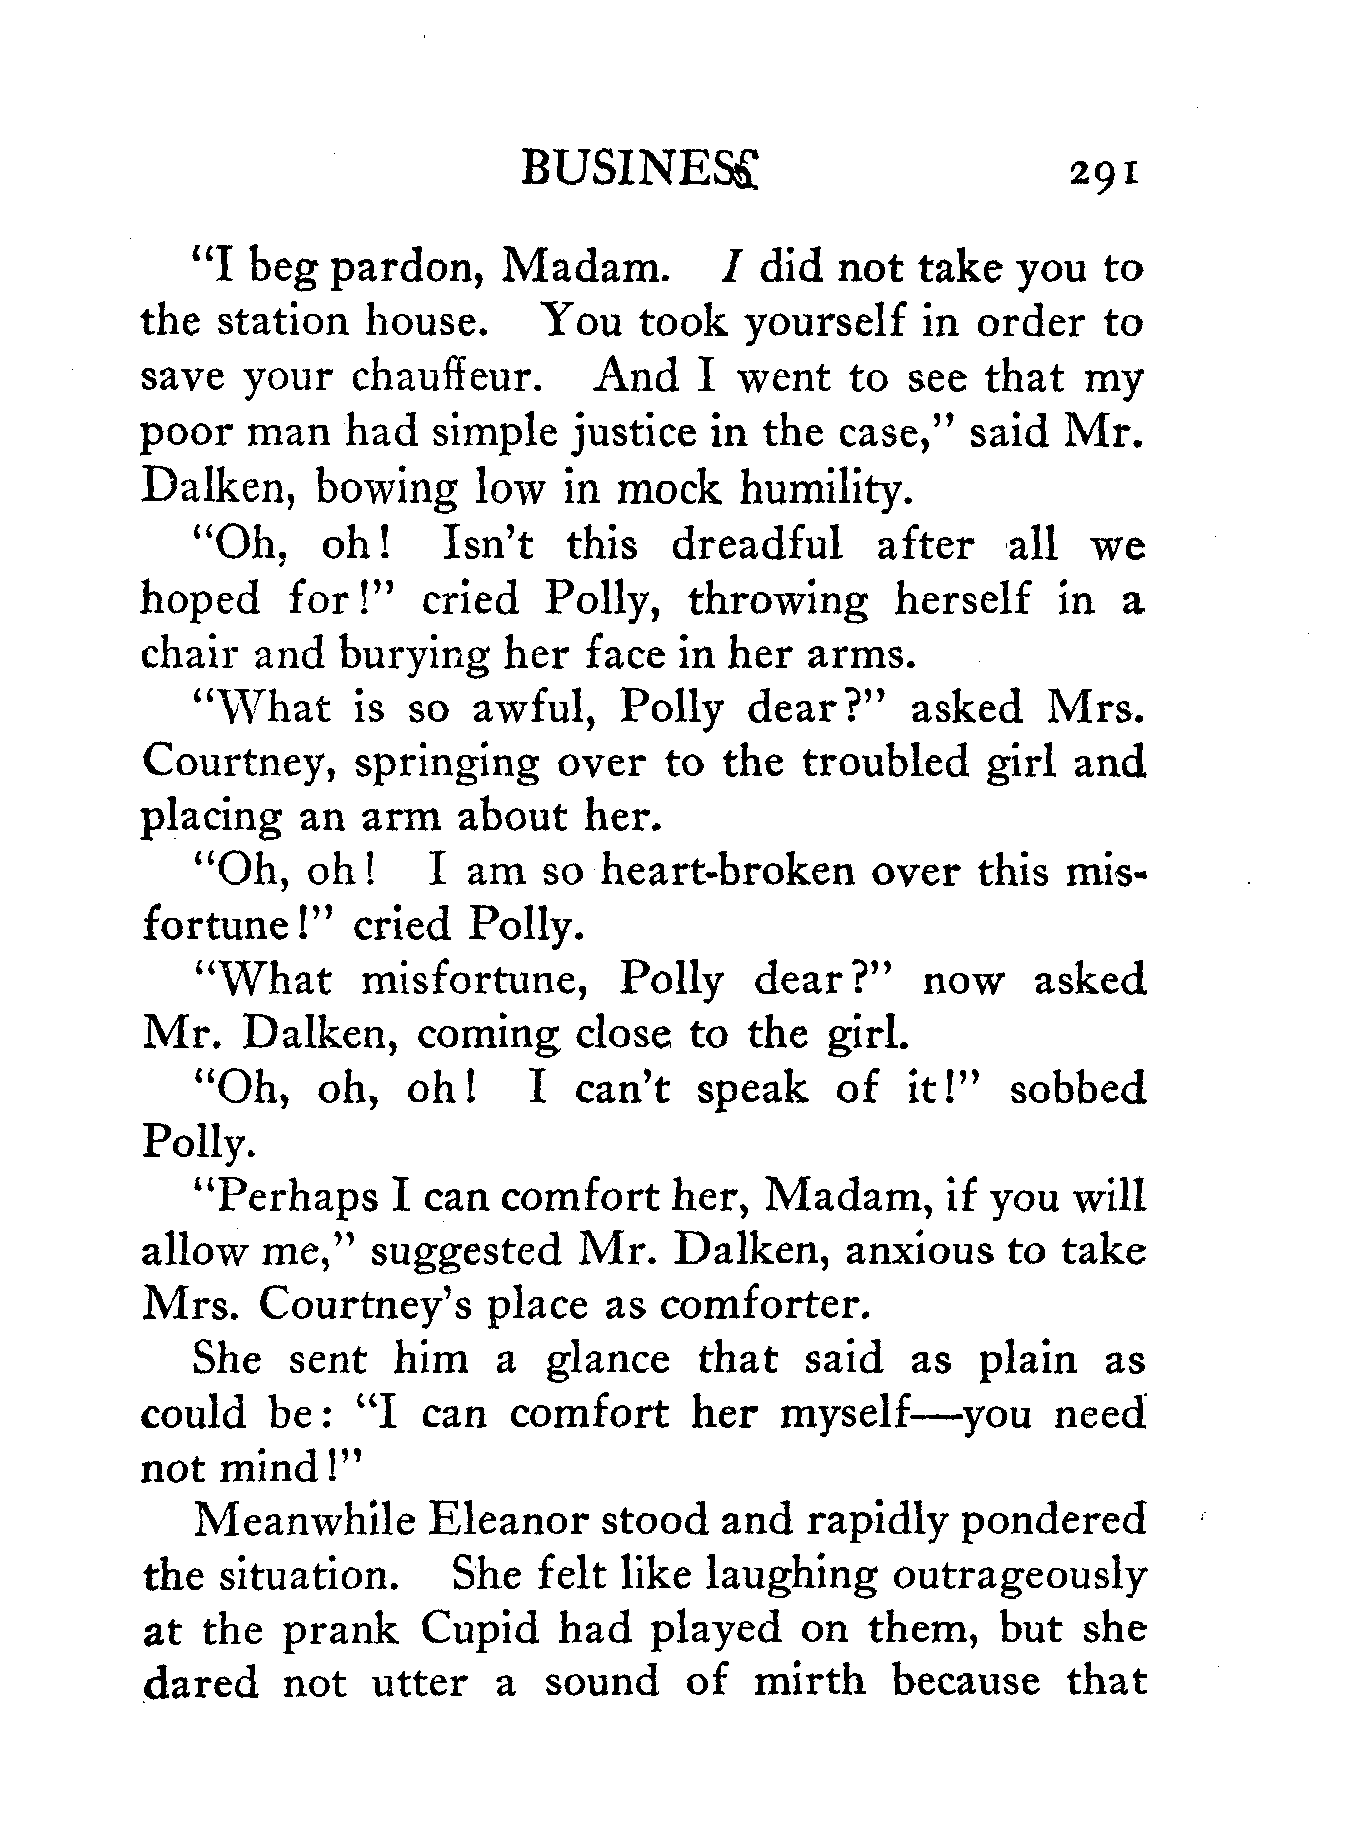 BUSINESS 291
"I beg pardon, Madam. I did not take you to
the station house. You took yourself in order to
save your chauffeur. And I went to see that my
poor man had simple justice in the case," said Mr.
Dalken, bowing low in mock humility.
"Oh, oh! Isn't this dreadful after all we
hoped for!" cried Polly, throwing herself in a
chair and burying her face in her arms.
"What is so awful, Polly dear?" asked Mrs.
Courtney, springing over to the troubled girl and
placing an arm about her.
"Oh, oh! I am so heart-broken over this mis-
fortune!" cried Polly.
"What misfortune, Polly dear?" now asked
Mr. Dalken, coming close to the girl.
"Oh, oh, oh! I can't speak of it!" sobbed
Polly.
"Perhaps I can comfort her, Madam, if you will
allow me," suggested Mr. Dalken, anxious to take
Mrs. Courtney's place as comforter.
She sent him a glance that said as plain as
could be: "I can comfort her myself—you need
not mind!"
Meanwhile Eleanor stood and rapidly pondered
the situation. She felt like laughing outrageously
at the prank Cupid had played on them, but she
dared not utter a sound of mirth because that